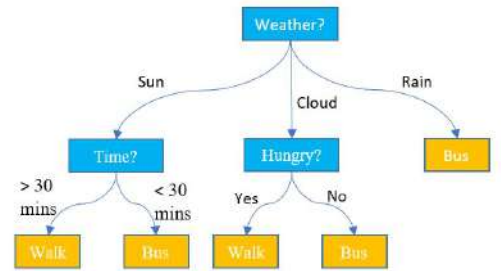 Weather?
Sun
Cloud
Rain
Time?
Hungry?
Bus
> 30
mins
< 30
mins
Yes
No
Walk
Bus
Walk
Bus